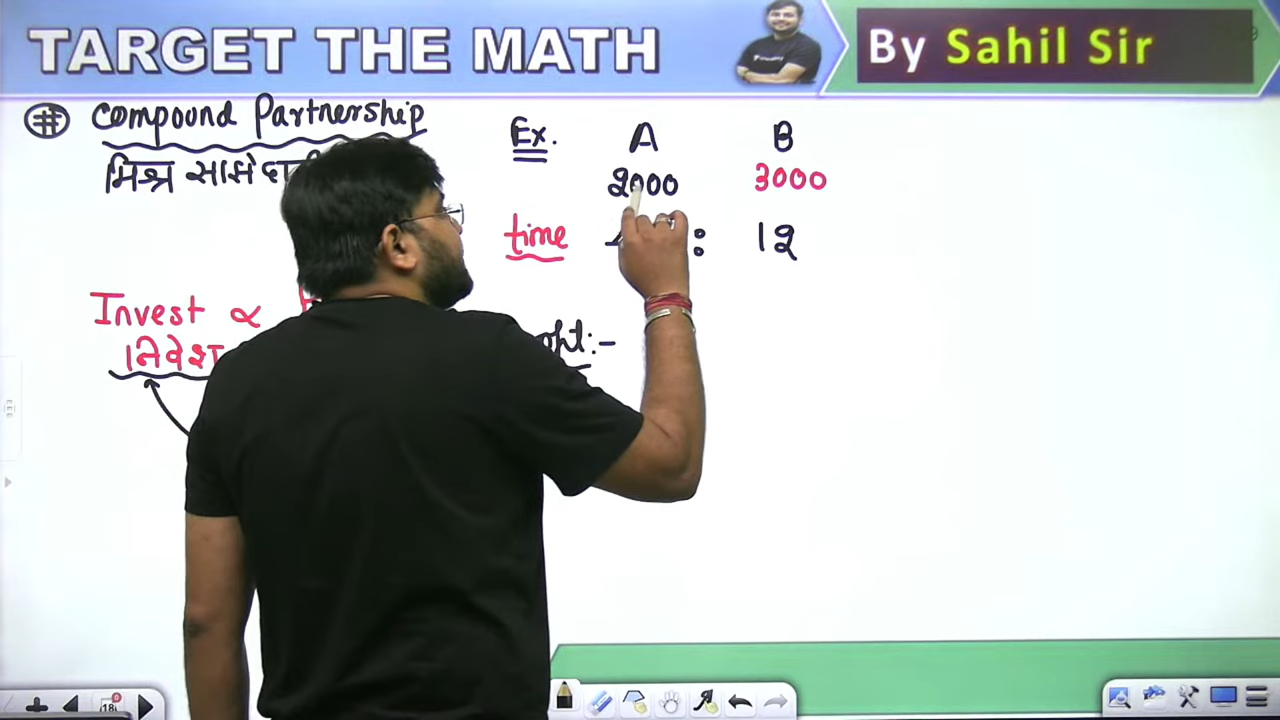 TARGET THE MATH
By Sahil Sir
# Compound Partnership
मिश्र
Ex. A B
2000 3000
time : 12
Invest ∝
निवेश